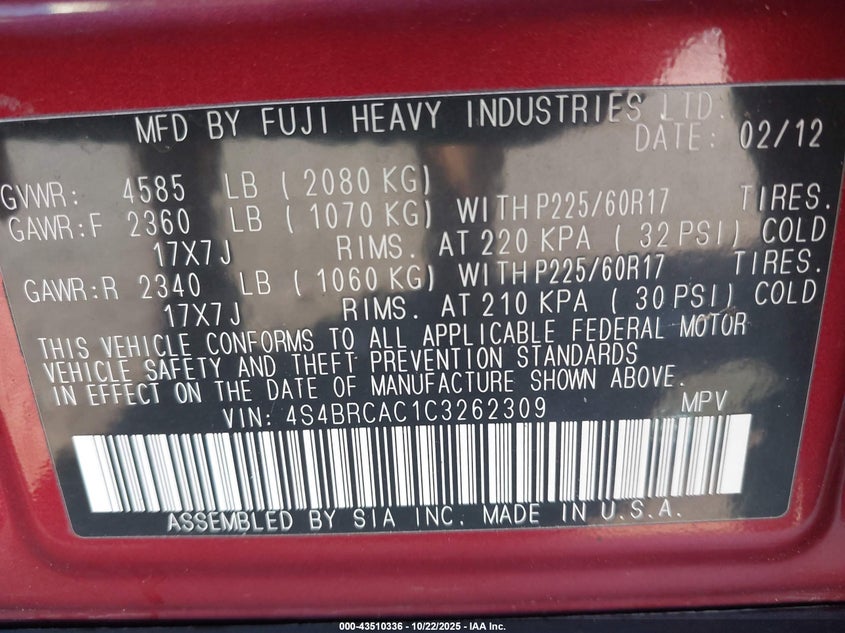 MFD BY FUJI HEAVY INDUSTRIES LTD.
DATE: 02/12
GVWR: 4585 LB ( 2080 KG)
GAWR:F 2360 LB ( 1070 KG) WITH P225/60R17 TIRES.
17X7J RIMS. AT 220 KPA ( 32 PSI) COLD
GAWR:R 2340 LB ( 1060 KG) WITH P225/60R17 TIRES.
17X7J RIMS. AT 210 KPA ( 30 PSI) COLD
THIS VEHICLE CONFORMS TO ALL APPLICABLE FEDERAL MOTOR
VEHICLE SAFETY AND THEFT PREVENTION STANDARDS
IN EFFECT ON THE DATE OF MANUFACTURE SHOWN ABOVE.
VIN: 4S4BRCAC1C3262309 MPV
ASSEMBLED BY SIA INC. MADE IN U.S.A.
000-43510336 - 10/22/2025 - IAA Inc.